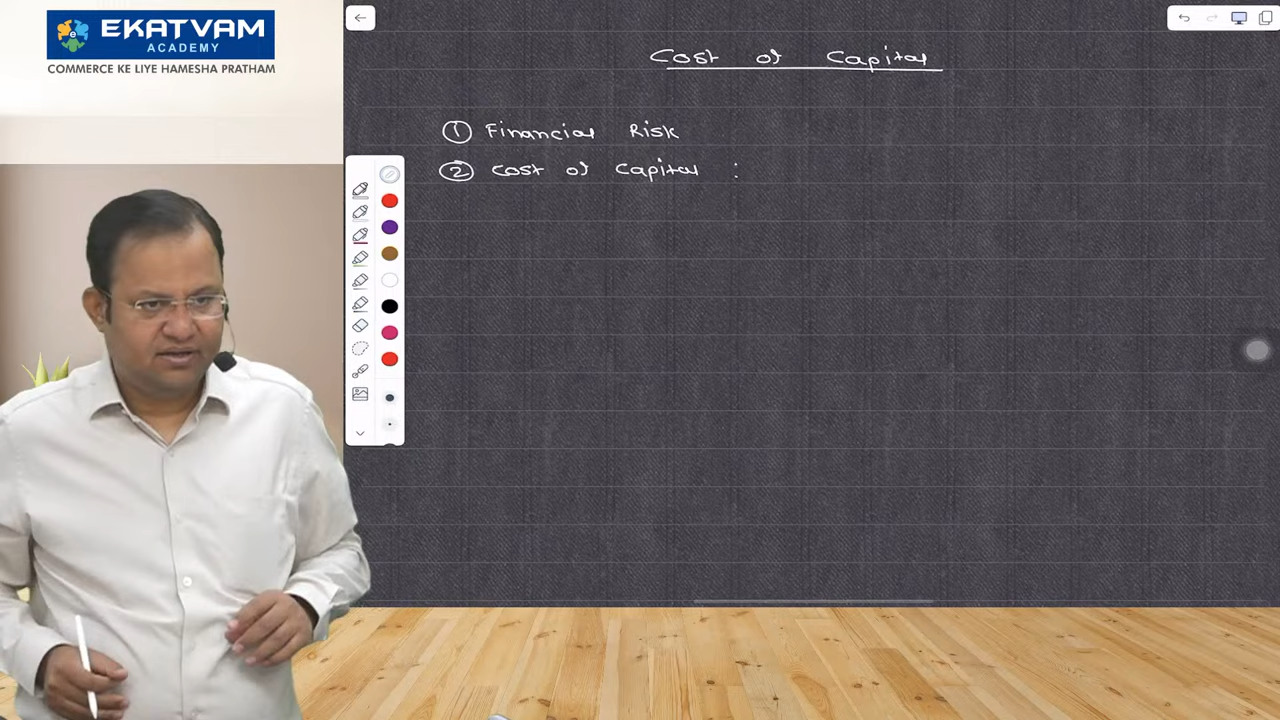 EKATVAM
ACADEMY
COMMERCE KE LIYE HAMESHA PRATHAM
Cost of Capital
① Financial Risk
② Cost of Capital :